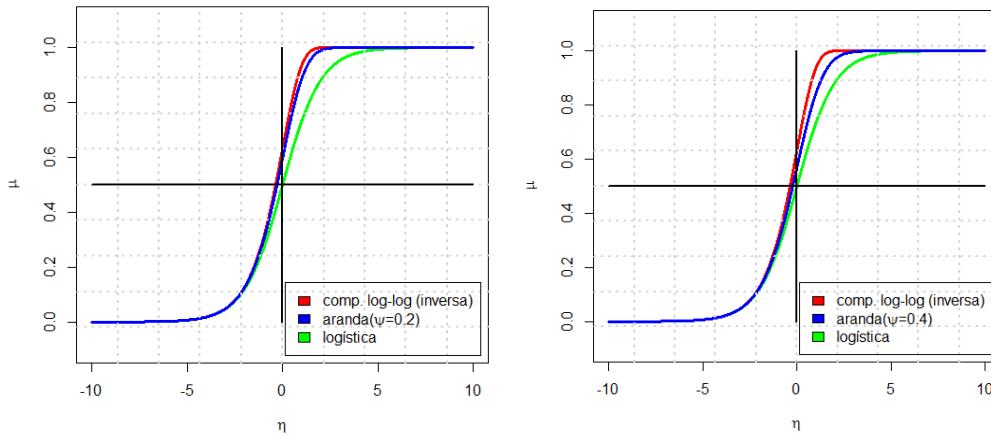 1.0
0.8
0.6
μ
0.4
0.2
0.0
comp. log-log (inversa)
aranda(ψ=0.2)
logística
-10
-5
0
5
10
η
1.0
0.8
0.6
μ
0.4
0.2
0.0
comp. log-log (inversa)
aranda(ψ=0.4)
logística
-10
-5
0
5
10
η